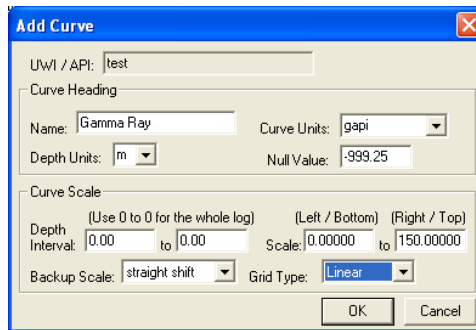 Add Curve
UWI / API: test
Curve Heading
Name: Gamma Ray Curve Units: gapi
Depth Units: m Null Value: -999.25
Curve Scale
(Use 0 to 0 for the whole log) (Left / Bottom) (Right / Top)
Depth Interval: 0.00 to 0.00 Scale: 0.00000 to 150.00000
Backup Scale: straight shift Grid Type: Linear
OK Cancel